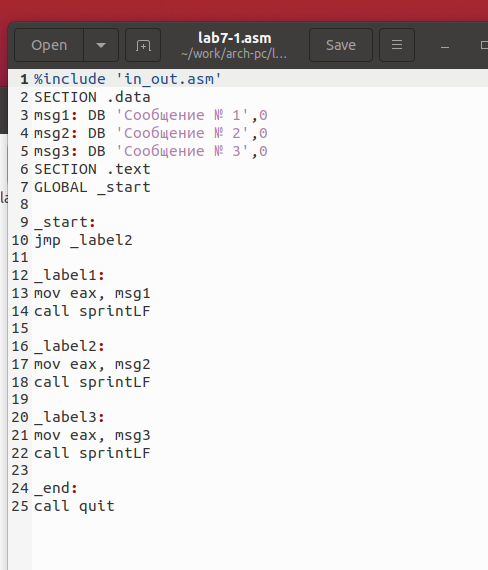 Open
lab7-1.asm
~/work/arch-pc/l…
Save
1 %include 'in_out.asm'
2 SECTION .data
3 msg1: DB 'Сообщение № 1',0
4 msg2: DB 'Сообщение № 2',0
5 msg3: DB 'Сообщение № 3',0
6 SECTION .text
7 GLOBAL _start
8
9 _start:
10 jmp _label2
11
12 _label1:
13 mov eax, msg1
14 call sprintLF
15
16 _label2:
17 mov eax, msg2
18 call sprintLF
19
20 _label3:
21 mov eax, msg3
22 call sprintLF
23
24 _end:
25 call quit